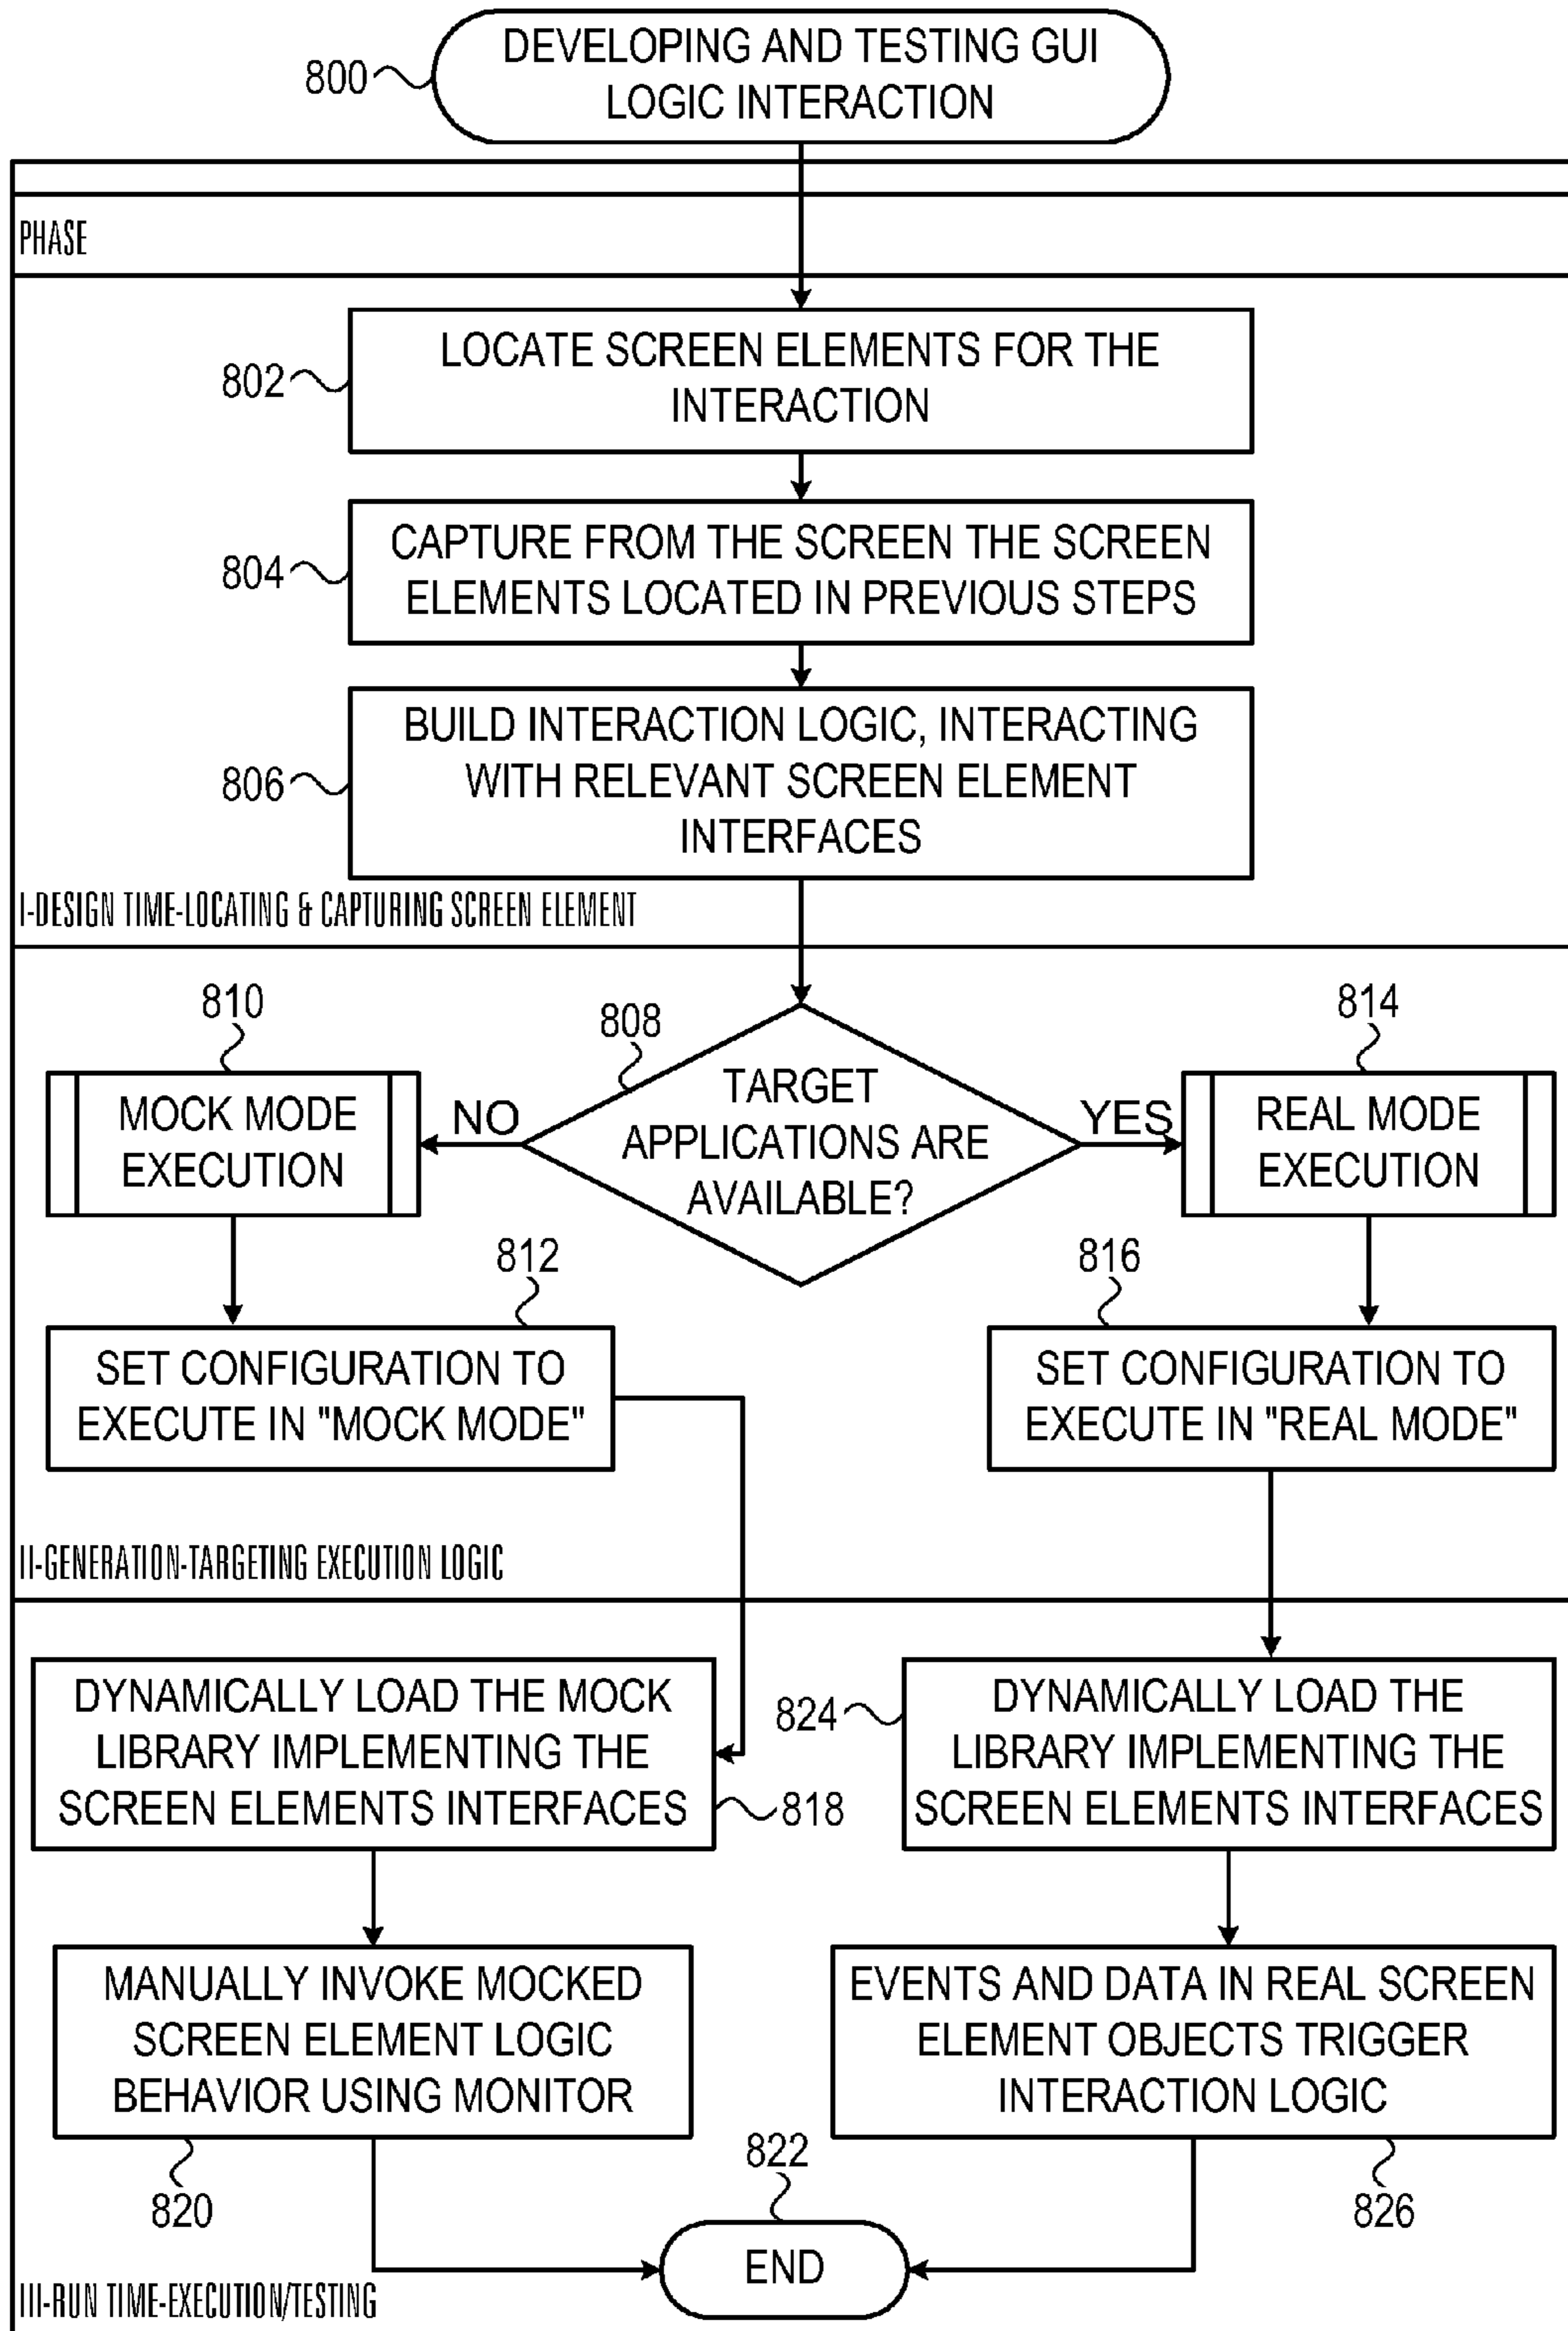 DEVELOPING AND TESTING GUI
LOGIC INTERACTION
800
PHASE
LOCATE SCREEN ELEMENTS FOR THE
INTERACTION
802
CAPTURE FROM THE SCREEN THE SCREEN
ELEMENTS LOCATED IN PREVIOUS STEPS
804
BUILD INTERACTION LOGIC, INTERACTING
WITH RELEVANT SCREEN ELEMENT
INTERFACES
806
I-DESIGN TIME-LOCATING & CAPTURING SCREEN ELEMENT
810
808
814
MOCK MODE
EXECUTION
NO
TARGET
APPLICATIONS ARE
AVAILABLE?
YES
REAL MODE
EXECUTION
812
816
SET CONFIGURATION TO
EXECUTE IN "MOCK MODE"
SET CONFIGURATION TO
EXECUTE IN "REAL MODE"
II-GENERATION-TARGETING EXECUTION LOGIC
DYNAMICALLY LOAD THE MOCK
LIBRARY IMPLEMENTING THE
SCREEN ELEMENTS INTERFACES
818
824
DYNAMICALLY LOAD THE
LIBRARY IMPLEMENTING THE
SCREEN ELEMENTS INTERFACES
MANUALLY INVOKE MOCKED
SCREEN ELEMENT LOGIC
BEHAVIOR USING MONITOR
820
EVENTS AND DATA IN REAL SCREEN
ELEMENT OBJECTS TRIGGER
INTERACTION LOGIC
826
822
END
III-RUN TIME-EXECUTION/TESTING